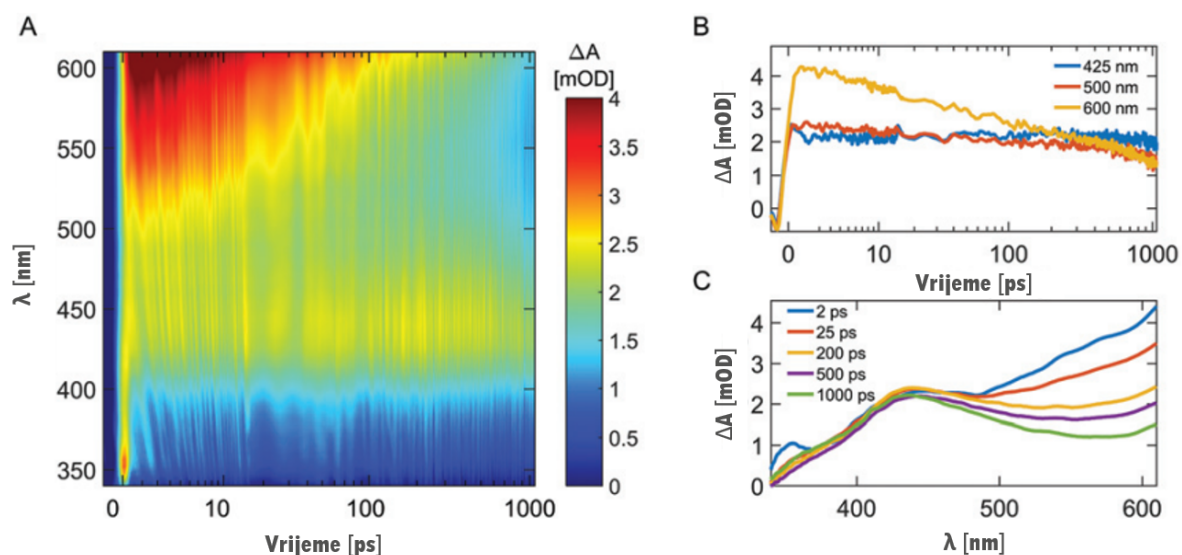 A
λ [nm]
600
550
500
450
400
350
0
10
100
1000
Vrijeme [ps]
ΔA
[mOD]
4
3.5
3
2.5
2
1.5
1
0.5
0
B
ΔA [mOD]
4
3
2
1
0
425 nm
500 nm
600 nm
0
10
100
1000
Vrijeme [ps]
C
ΔA [mOD]
4
3
2
1
0
2 ps
25 ps
200 ps
500 ps
1000 ps
400
500
600
λ [nm]